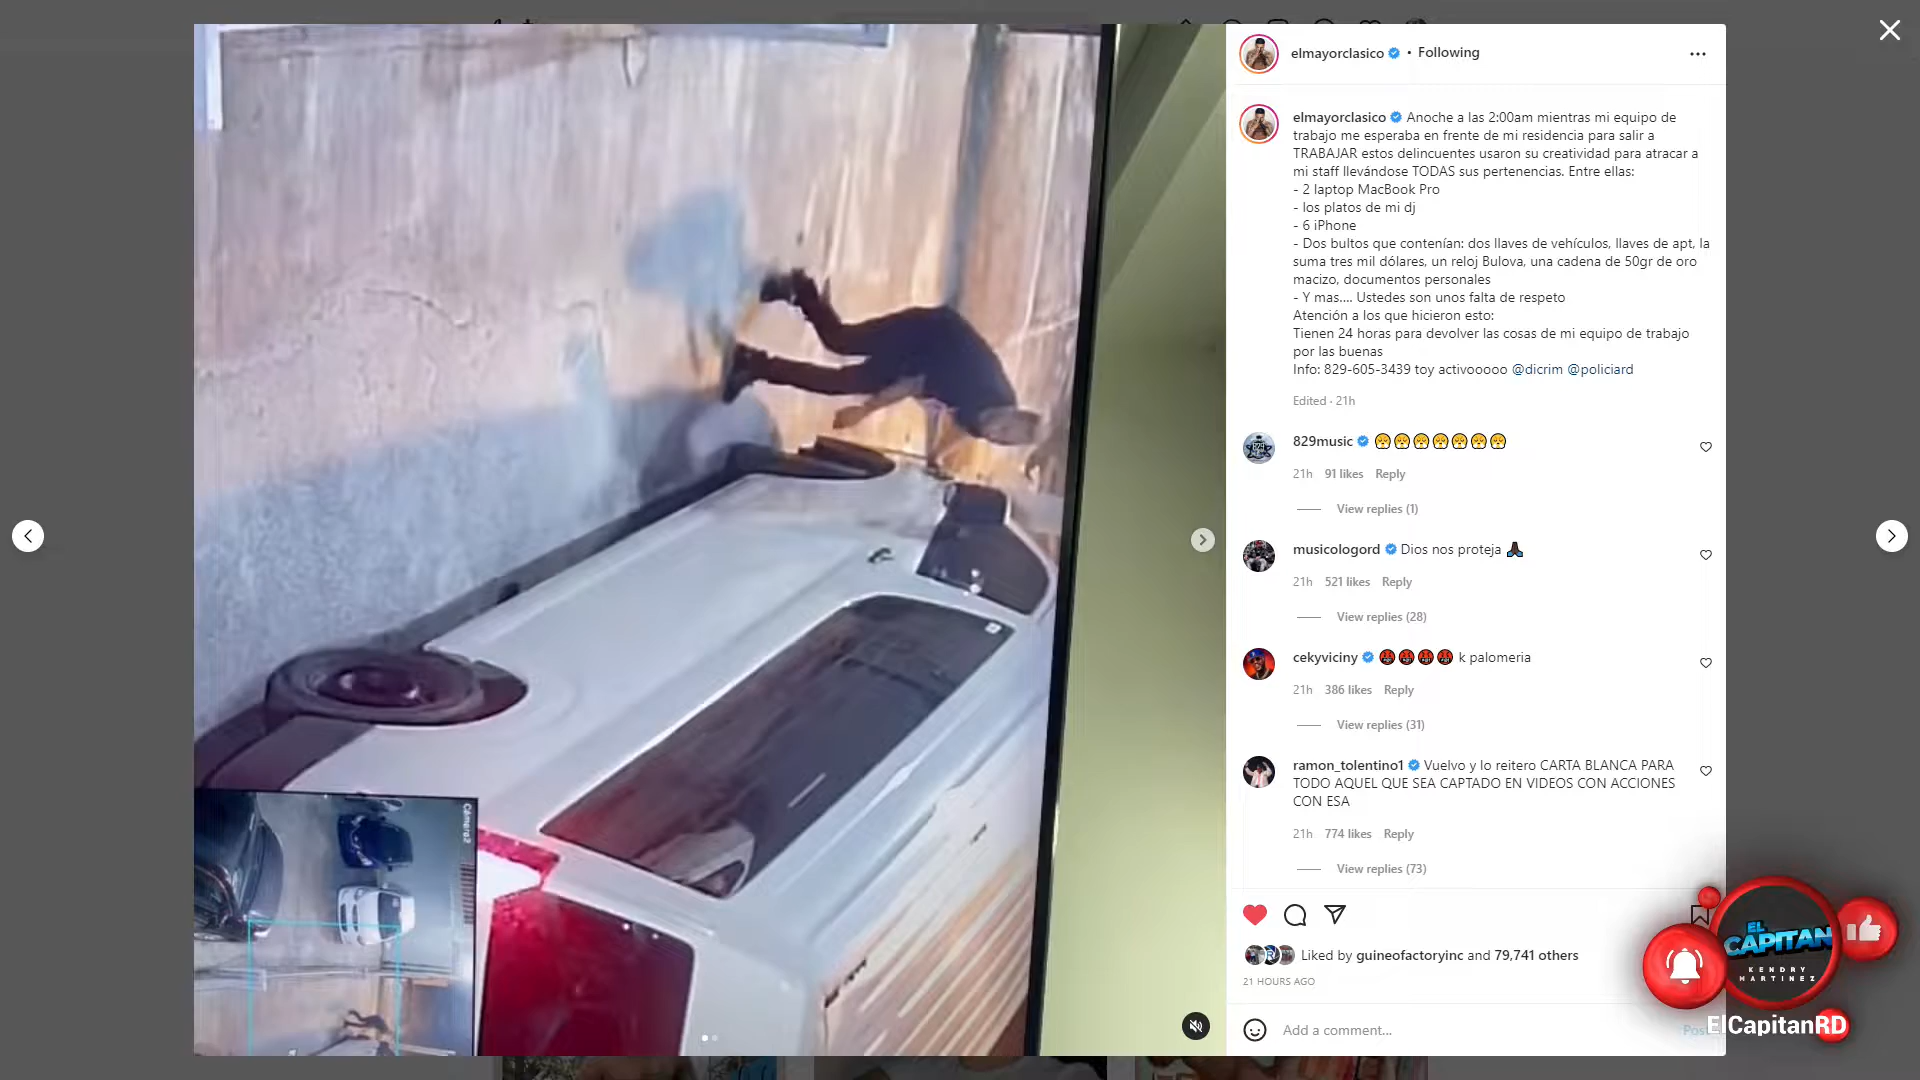 elmayorclasico • Following
elmayorclasico Anoche a las 2:00am mientras mi equipo de
trabajo me esperaba en frente de mi residencia para salir a
TRABAJAR estos delincuentes usaron su creatividad para atracar a
mi staff llevándose TODAS sus pertenencias. Entre ellas:
- 2 laptop MacBook Pro
- los platos de mi dj
- 6 iPhone
- Dos bultos que contenían: dos llaves de vehículos, llaves de apt, la
suma tres mil dólares, un reloj Bulova, una cadena de 50gr de oro
macizo, documentos personales
- Y mas.... Ustedes son unos falta de respeto
Atención a los que hicieron esto:
Tienen 24 horas para devolver las cosas de mi equipo de trabajo
por las buenas
Info: 829-605-3439 toy activooooo @dicrim @policiard
Edited · 21h
829music 😤😤😤😤😤😤😤
21h 91 likes Reply
View replies (1)
musicologord Dios nos proteja 🙏🏿
21h 521 likes Reply
View replies (28)
cekyviciny 🤬🤬🤬🤬 k palomeria
21h 386 likes Reply
View replies (31)
ramon_tolentino1 Vuelvo y lo reitero CARTA BLANCA PARA
TODO AQUEL QUE SEA CAPTADO EN VIDEOS CON ACCIONES
CON ESA
21h 774 likes Reply
View replies (73)
Liked by guineofactoryinc and 79,741 others
21 HOURS AGO
Add a comment...
Post
Cámara2
EL
CAPITAN
KENDRY
MARTINEZ
ElCapitanRD